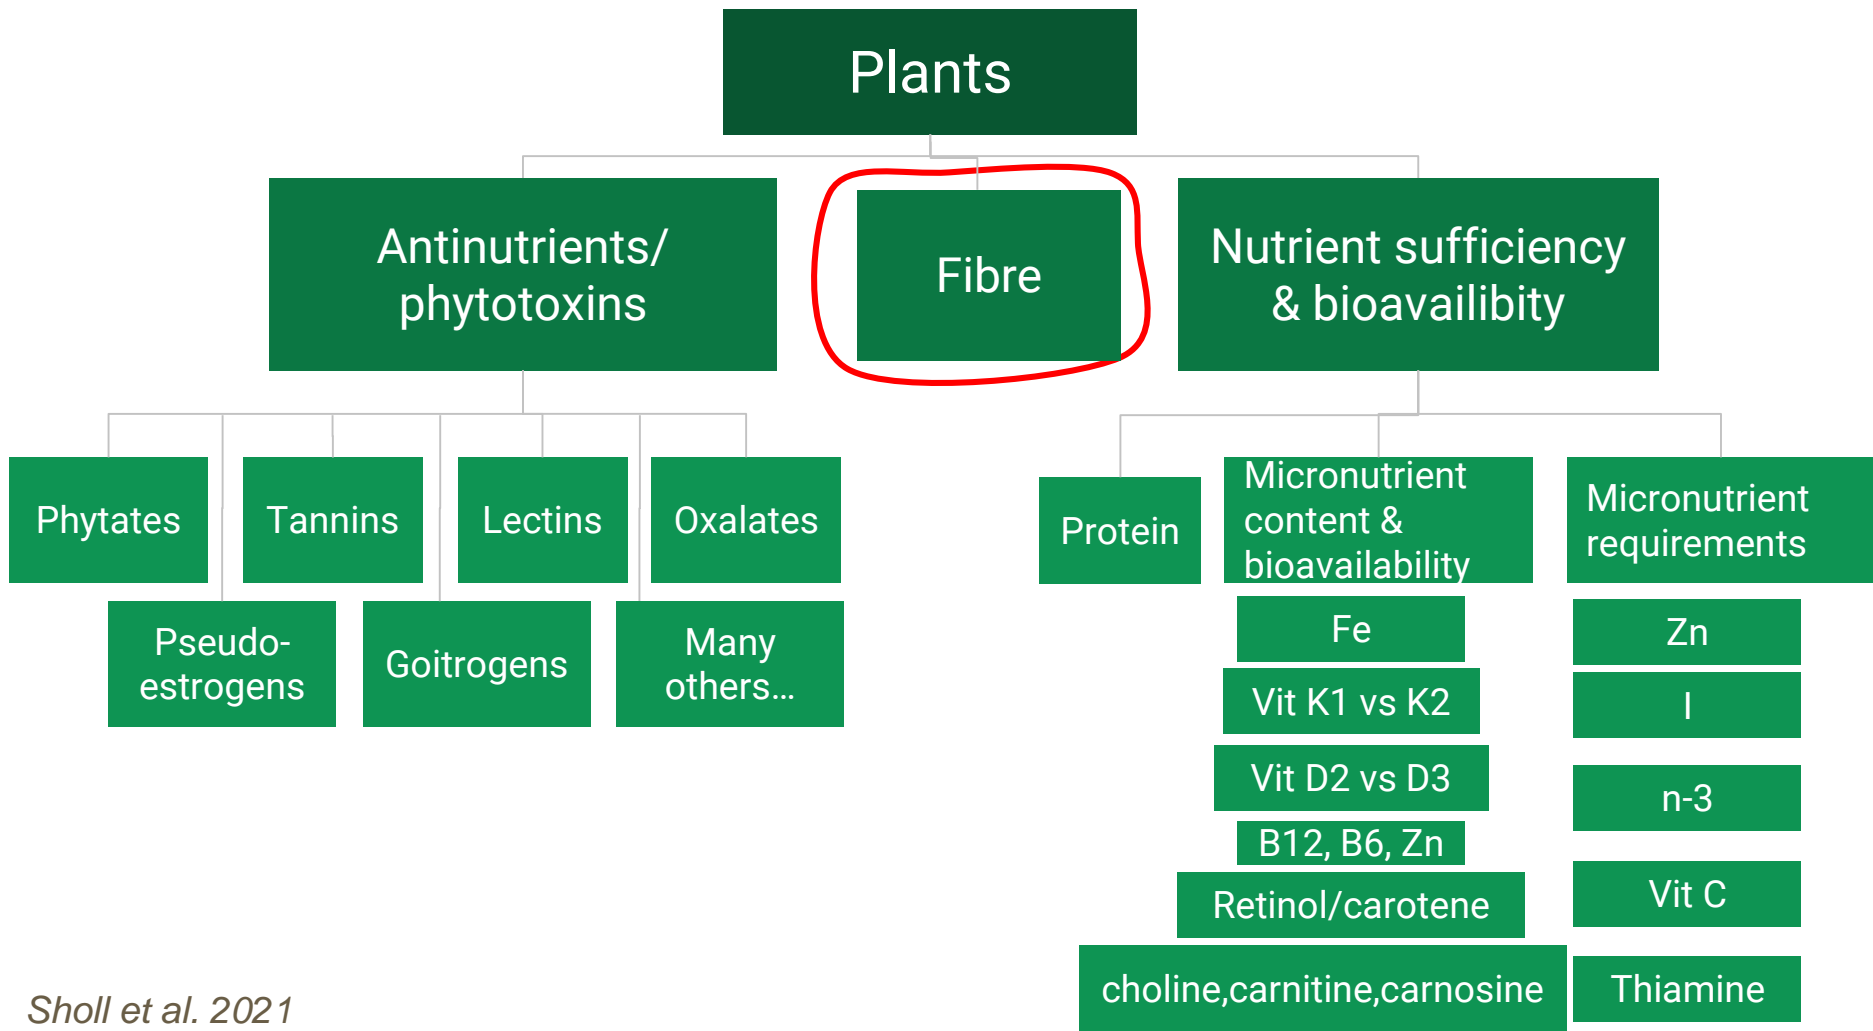 Plants
Antinutrients/
phytotoxins
Fibre
Nutrient sufficiency
& bioavailibity
Phytates
Tannins
Lectins
Oxalates
Pseudo-
estrogens
Goitrogens
Many
others…
Protein
Micronutrient
content &
bioavailability
Micronutrient
requirements
Fe
Vit K1 vs K2
Vit D2 vs D3
B12, B6, Zn
Retinol/carotene
choline,carnitine,carnosine
Zn
I
n-3
Vit C
Thiamine
Sholl et al. 2021